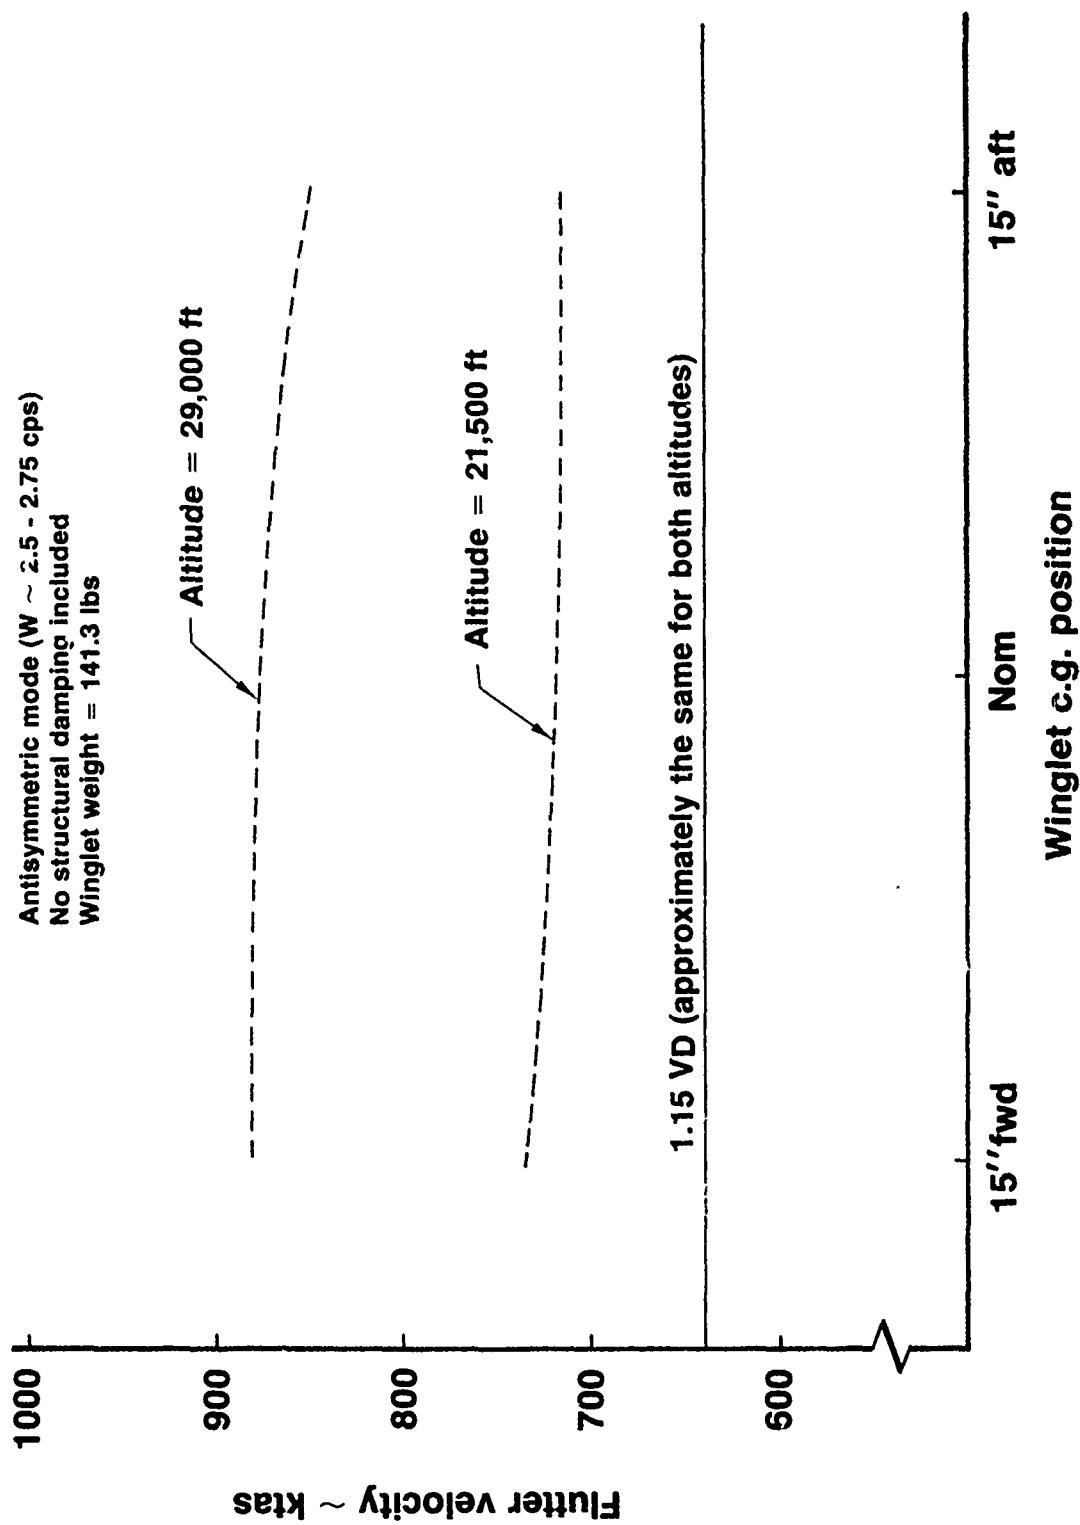 Antisymmetric mode (W ~ 2.5 - 2.75 cps)
No structural damping included
Winglet weight = 141.3 lbs
1000
900
800
700
600
Flutter velocity ~ ktas
Altitude = 29,000 ft
Altitude = 21,500 ft
1.15 VD (approximately the same for both altitudes)
15''fwd
Nom
15'' aft
Winglet c.g. position